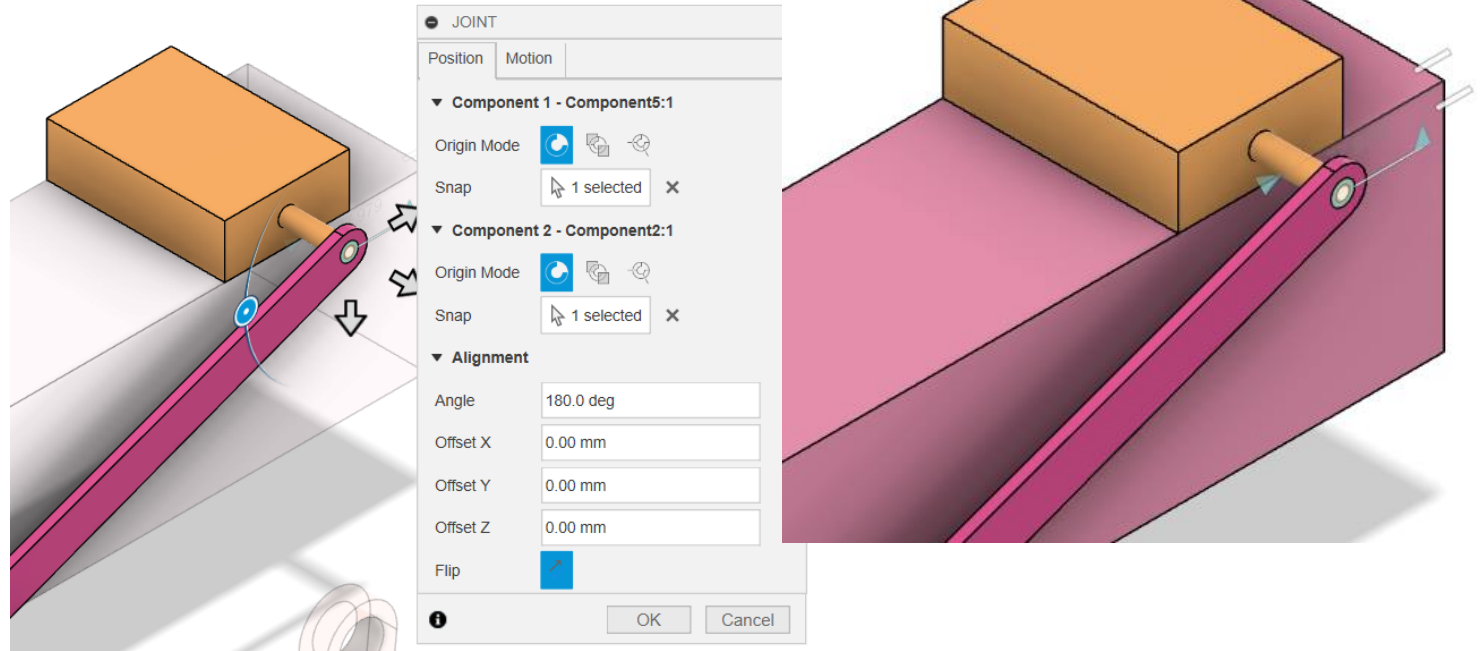 JOINT
Position Motion
Component 1 - Component5:1
Origin Mode
Snap 1 selected
Component 2 - Component2:1
Origin Mode
Snap 1 selected
Alignment
Angle 180.0 deg
Offset X 0.00 mm
Offset Y 0.00 mm
Offset Z 0.00 mm
Flip
OK Cancel